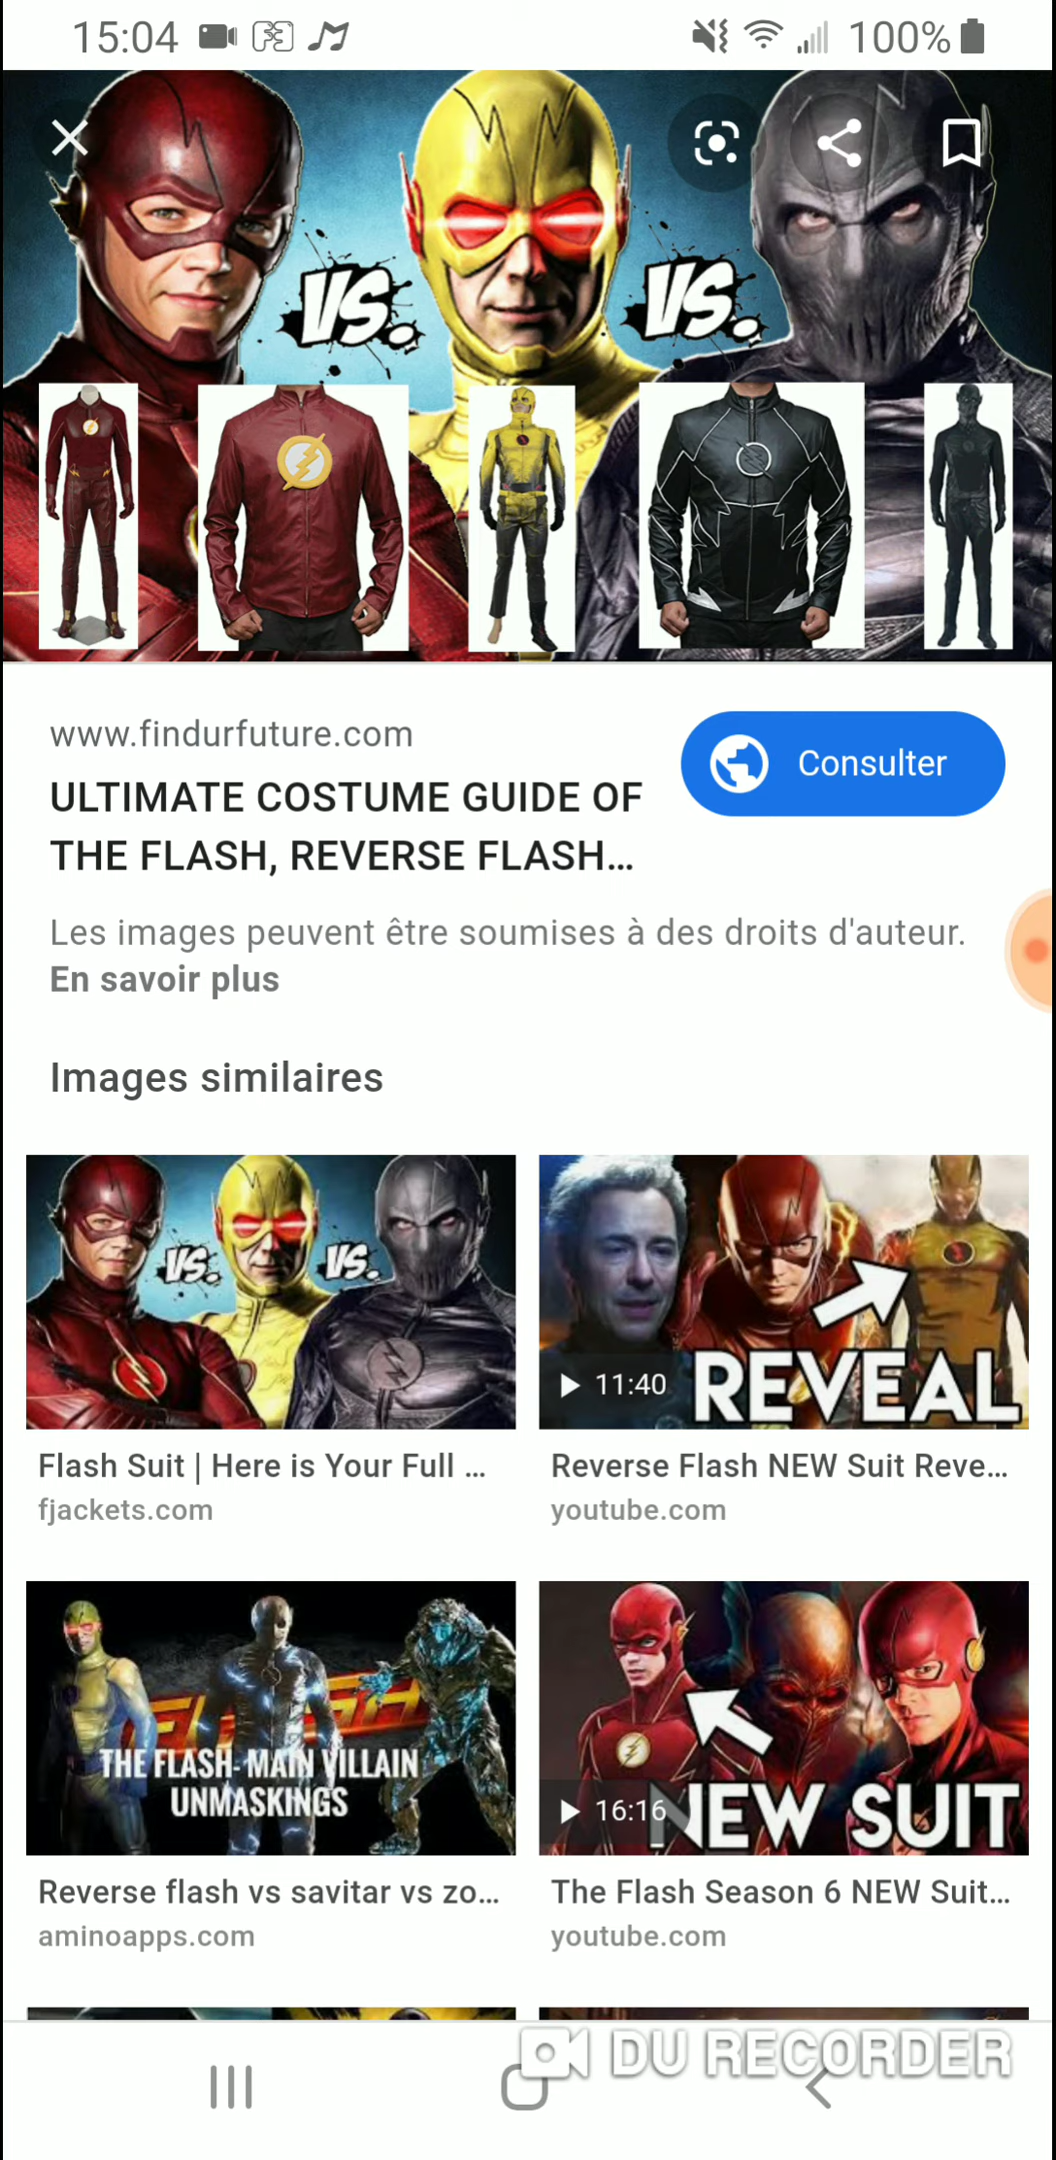 15:04
100%
VS. VS.
www.findurfuture.com
Consulter
ULTIMATE COSTUME GUIDE OF
THE FLASH, REVERSE FLASH...
Les images peuvent être soumises à des droits d'auteur.
En savoir plus
Images similaires
VS. VS.
11:40
REVEAL
Flash Suit | Here is Your Full ...
fjackets.com
Reverse Flash NEW Suit Reve...
youtube.com
THE FLASH- MAIN VILLAIN
UNMASKINGS
16:16
NEW SUIT
Reverse flash vs savitar vs zo...
aminoapps.com
The Flash Season 6 NEW Suit...
youtube.com
DU RECORDER